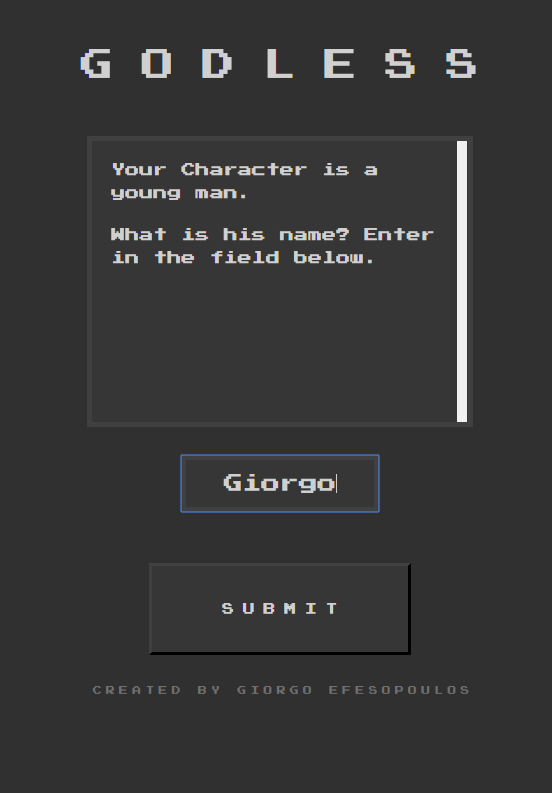 GODLESS
Your Character is a
young man.
What is his name? Enter
in the field below.
Giorgo
SUBMIT
CREATED BY GIORGO EFESOPOULOS